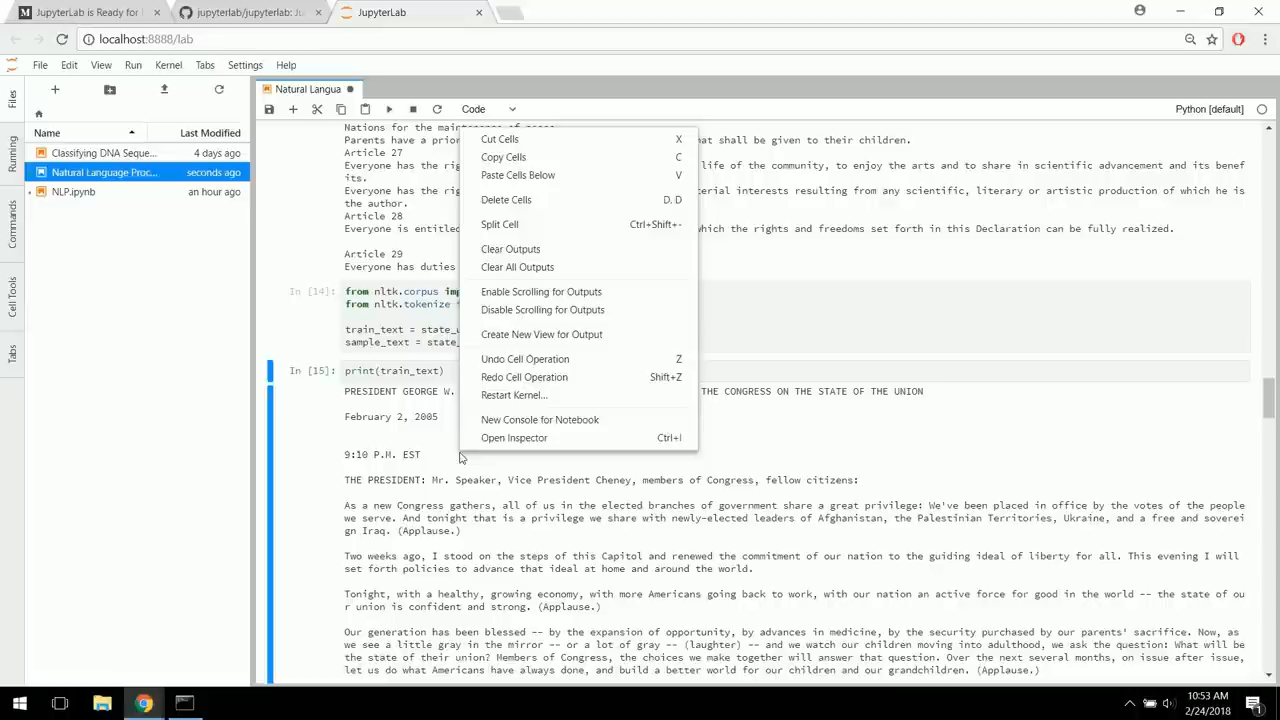 JupyterLab is Ready for
jupyterlab/jupyterlab: Ju
JupyterLab
localhost:8888/lab
File Edit View Run Kernel Tabs Settings Help
Files
Running
Commands
Cell Tools
Tabs
Name Last Modified
Classifying DNA Seque... 4 days ago
Natural Language Proc... seconds ago
NLP.ipynb an hour ago
Natural Langua
Code
Python [default]
Nations for the maintenance of peace.
Parents have a prior that shall be given to their children.
Article 27
Everyone has the rig life of the community, to enjoy the arts and to share in scientific advancement and its benef
its.
Everyone has the rig terial interests resulting from any scientific, literary or artistic production of which he is
the author.
Article 28
Everyone is entitled which the rights and freedoms set forth in this Declaration can be fully realized.
Article 29
Everyone has duties
In [14]:
from nltk.corpus imp
from nltk.tokenize i
train_text = state_u
sample_text = state_
In [15]:
print(train_text)
PRESIDENT GEORGE W. THE CONGRESS ON THE STATE OF THE UNION
February 2, 2005
9:10 P.M. EST
THE PRESIDENT: Mr. Speaker, Vice President Cheney, members of Congress, fellow citizens:
As a new Congress gathers, all of us in the elected branches of government share a great privilege: We've been placed in office by the votes of the people
we serve. And tonight that is a privilege we share with newly-elected leaders of Afghanistan, the Palestinian Territories, Ukraine, and a free and soverei
gn Iraq. (Applause.)
Two weeks ago, I stood on the steps of this Capitol and renewed the commitment of our nation to the guiding ideal of liberty for all. This evening I will
set forth policies to advance that ideal at home and around the world.
Tonight, with a healthy, growing economy, with more Americans going back to work, with our nation an active force for good in the world -- the state of ou
r union is confident and strong. (Applause.)
Our generation has been blessed -- by the expansion of opportunity, by advances in medicine, by the security purchased by our parents' sacrifice. Now, as
we see a little gray in the mirror -- or a lot of gray -- (laughter) -- and we watch our children moving into adulthood, we ask the question: What will be
the state of their union? Members of Congress, the choices we make together will answer that question. Over the next several months, on issue after issue,
let us do what Americans have always done, and build a better world for our children and our grandchildren. (Applause.)
Cut Cells X
Copy Cells C
Paste Cells Below V
Delete Cells D, D
Split Cell Ctrl+Shift+-
Clear Outputs
Clear All Outputs
Enable Scrolling for Outputs
Disable Scrolling for Outputs
Create New View for Output
Undo Cell Operation Z
Redo Cell Operation Shift+Z
Restart Kernel...
New Console for Notebook
Open Inspector Ctrl+I
10:53 AM
2/24/2018